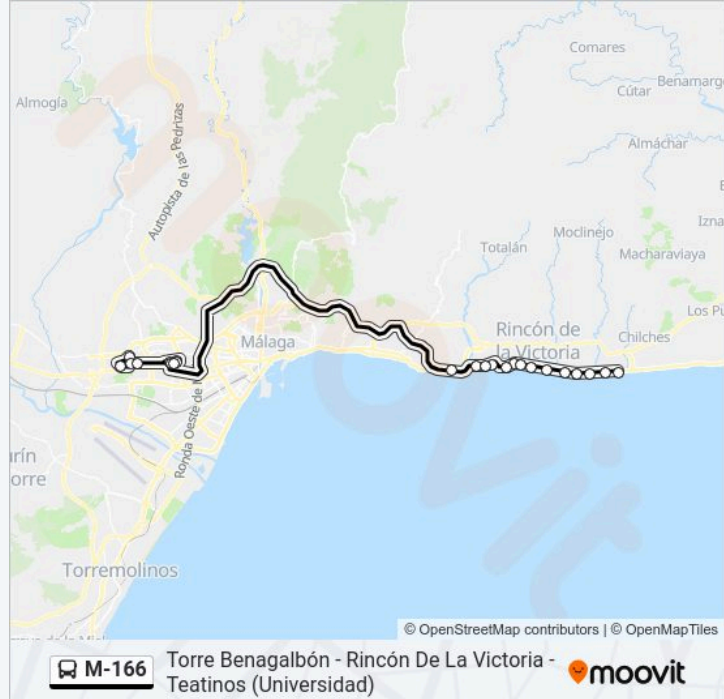 Comares
Benamargo
Cútar
Almogía
Autopista de las Pedrizas
Almáchar
Izna
Moclinejo
Totalán
Macharaviaya
Los Pu
Rincón de
la Victoria
Chilches
Málaga
Ronda Oeste de M
urín
orre
Torremolinos
moovit
© OpenStreetMap contributors | © OpenMapTiles
M-166
Torre Benagalbón - Rincón De La Victoria -
Teatinos (Universidad)
moovit